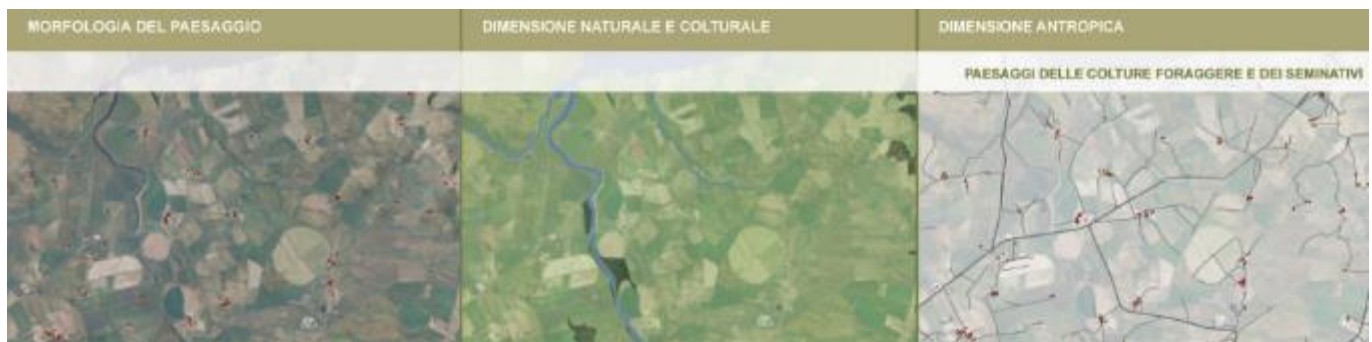 MORFOLOGIA DEL PAESAGGIO
DIMENSIONE NATURALE E COLTURALE
DIMENSIONE ANTROPICA
PAESAGGI DELLE COLTURE FORAGGERE E DEI SEMINATIVI